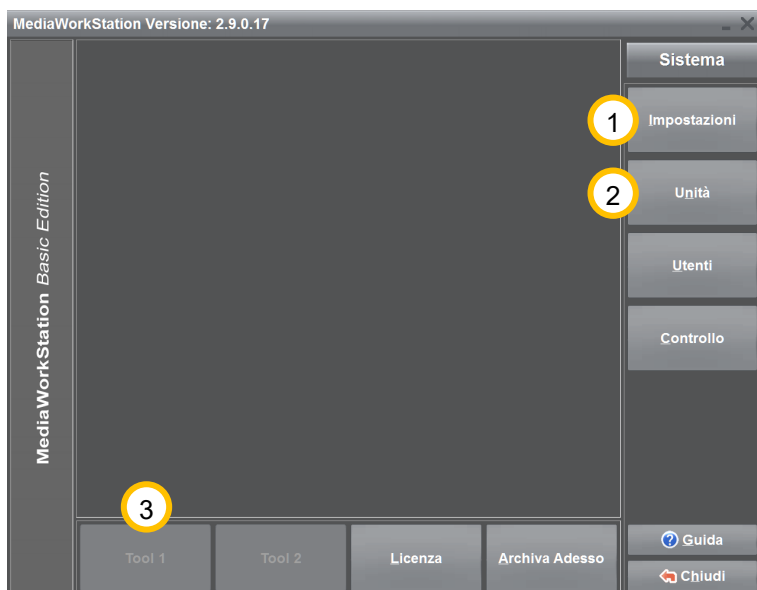 MediaWorkStation Versione: 2.9.0.17
MediaWorkStation Basic Edition
Sistema
1
Impostazioni
2
Unità
Utenti
Controllo
3
Tool 1
Tool 2
Licenza
Archiva Adesso
? Guida
Chiudi